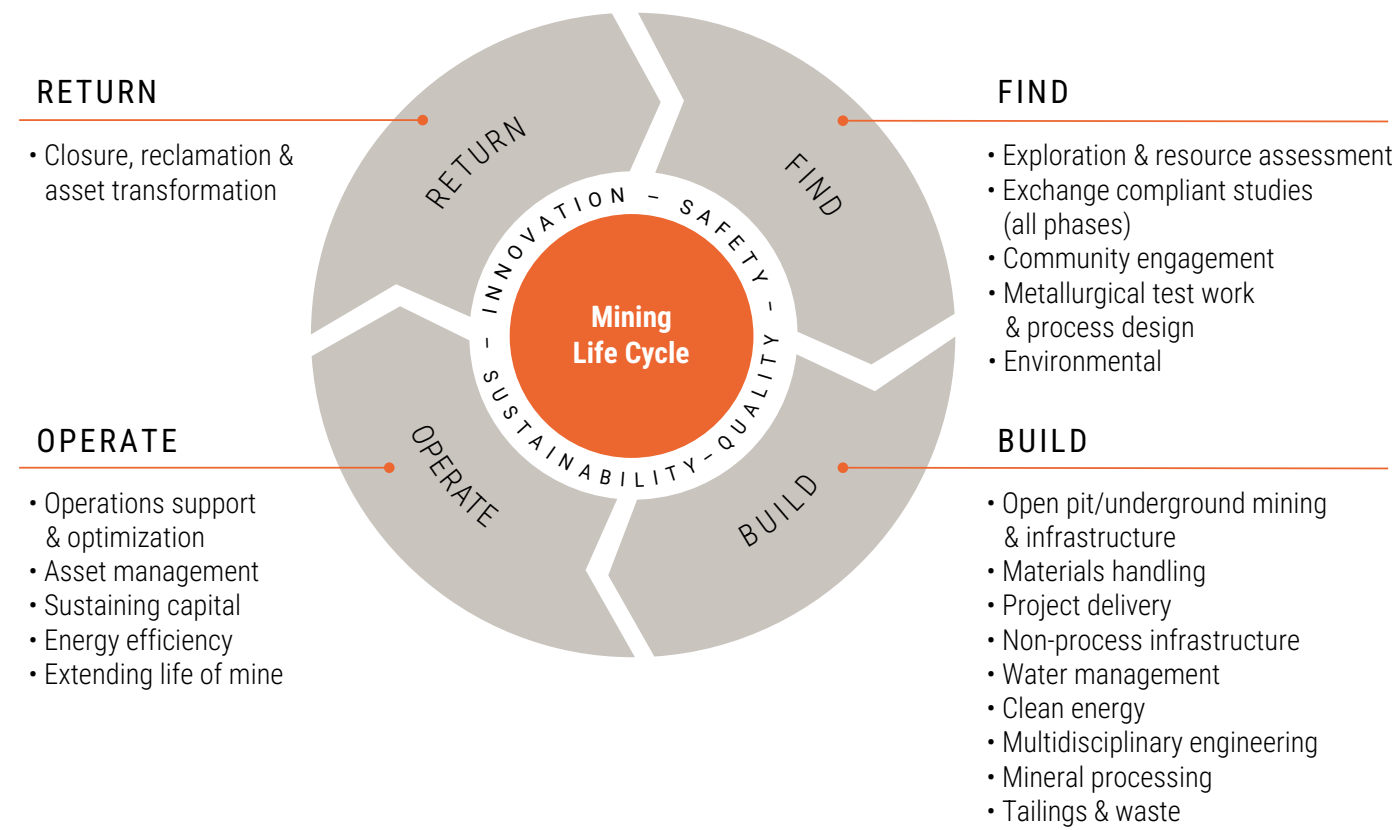 RETURN
• Closure, reclamation &
asset transformation
FIND
• Exploration & resource assessment
• Exchange compliant studies
(all phases)
• Community engagement
• Metallurgical test work
& process design
• Environmental
OPERATE
• Operations support
& optimization
• Asset management
• Sustaining capital
• Energy efficiency
• Extending life of mine
BUILD
• Open pit/underground mining
& infrastructure
• Materials handling
• Project delivery
• Non-process infrastructure
• Water management
• Clean energy
• Multidisciplinary engineering
• Mineral processing
• Tailings & waste
RETURN
FIND
BUILD
OPERATE
– INNOVATION – SAFETY –
– SUSTAINABILITY–QUALITY
Mining
Life Cycle